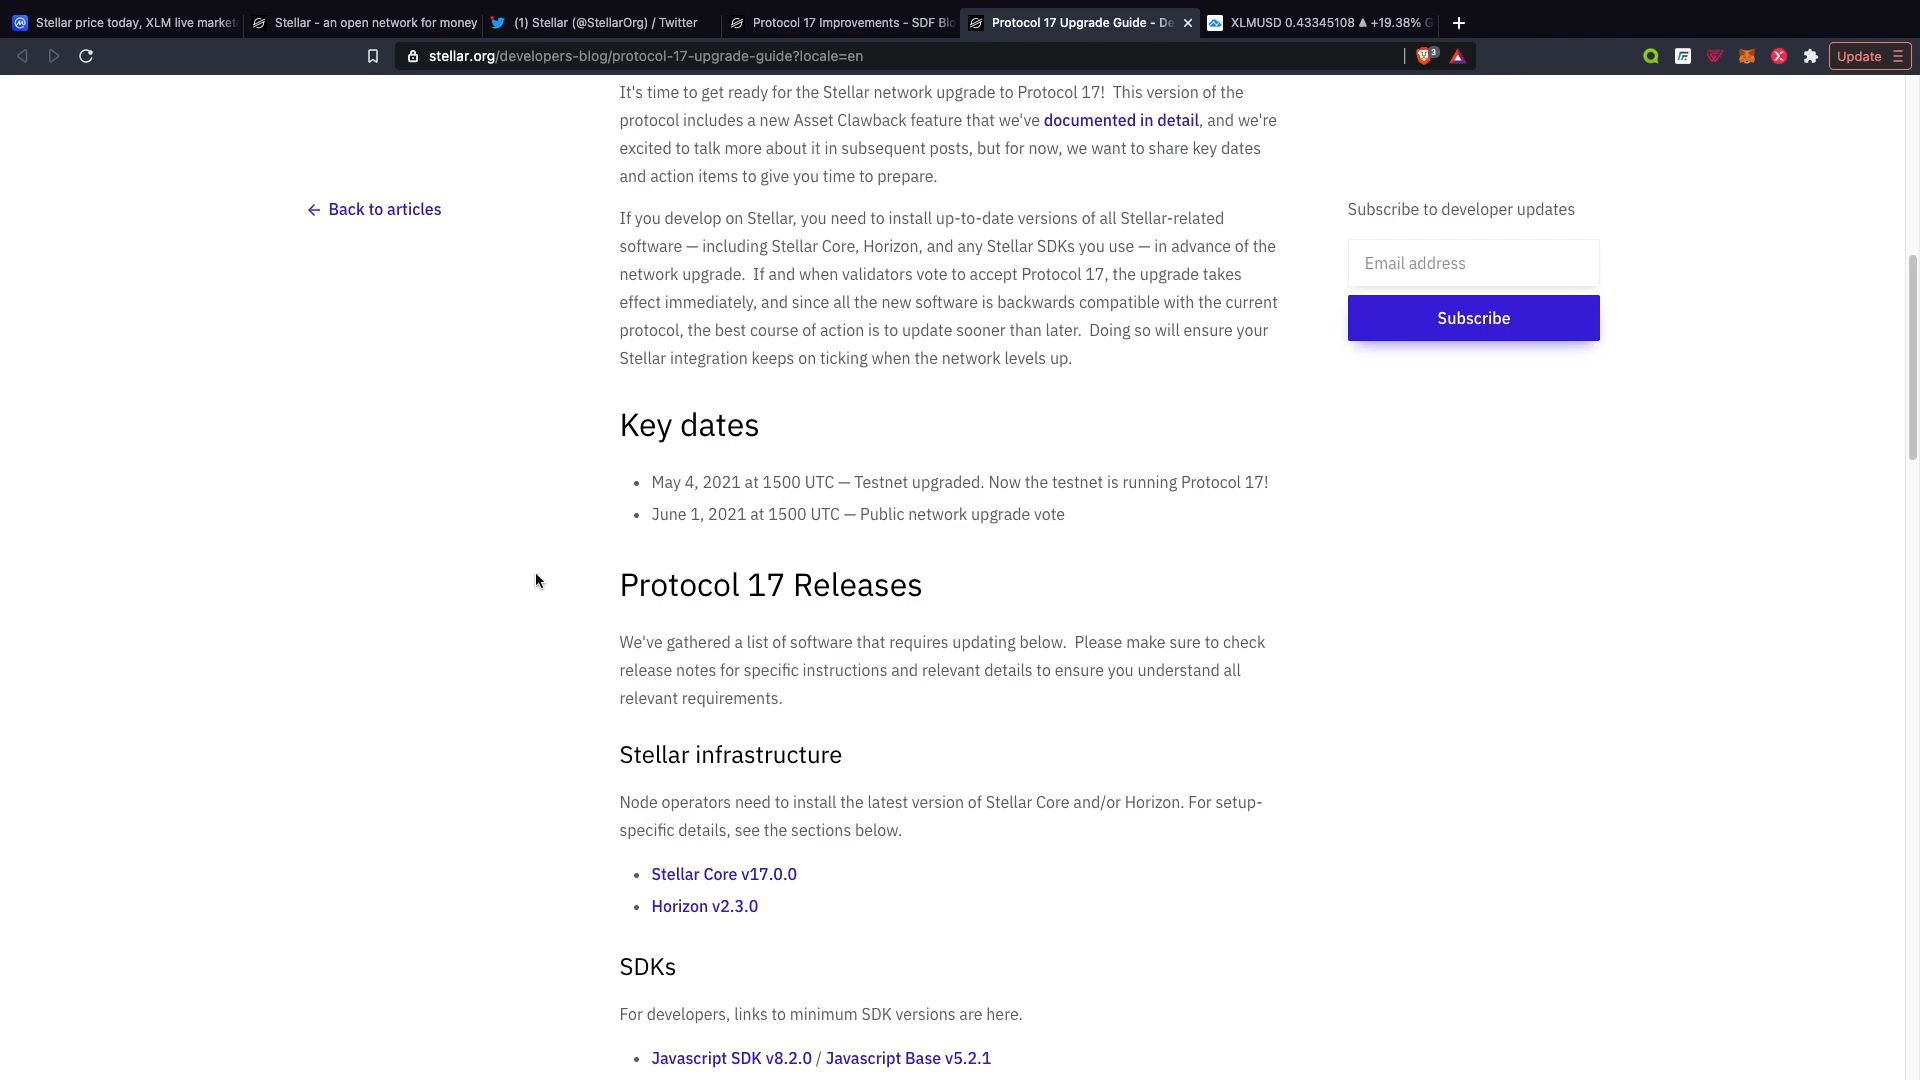 Stellar price today, XLM live market
Stellar - an open network for money
(1) Stellar (@StellarOrg) / Twitter
Protocol 17 Improvements - SDF Blo
Protocol 17 Upgrade Guide - De
XLMUSD 0.43345108 ▲ +19.38%
stellar.org/developers-blog/protocol-17-upgrade-guide?locale=en
3
Update
It's time to get ready for the Stellar network upgrade to Protocol 17!  This version of the
protocol includes a new Asset Clawback feature that we've documented in detail, and we're
excited to talk more about it in subsequent posts, but for now, we want to share key dates
and action items to give you time to prepare.
← Back to articles
If you develop on Stellar, you need to install up-to-date versions of all Stellar-related
software — including Stellar Core, Horizon, and any Stellar SDKs you use — in advance of the
network upgrade.  If and when validators vote to accept Protocol 17, the upgrade takes
effect immediately, and since all the new software is backwards compatible with the current
protocol, the best course of action is to update sooner than later.  Doing so will ensure your
Stellar integration keeps on ticking when the network levels up.
Subscribe to developer updates
Email address
Subscribe
Key dates
• May 4, 2021 at 1500 UTC — Testnet upgraded. Now the testnet is running Protocol 17!
• June 1, 2021 at 1500 UTC — Public network upgrade vote
Protocol 17 Releases
We've gathered a list of software that requires updating below.  Please make sure to check
release notes for specific instructions and relevant details to ensure you understand all
relevant requirements.
Stellar infrastructure
Node operators need to install the latest version of Stellar Core and/or Horizon. For setup-
specific details, see the sections below.
• Stellar Core v17.0.0
• Horizon v2.3.0
SDKs
For developers, links to minimum SDK versions are here.
• Javascript SDK v8.2.0 / Javascript Base v5.2.1